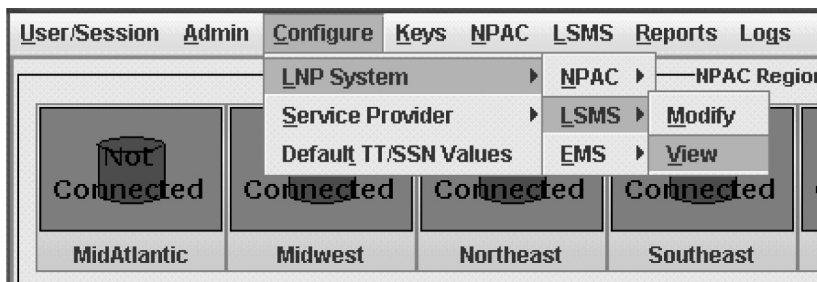 User/Session Admin Configure Keys NPAC LSMS Reports Logs
LNP System NPAC NPAC Regio
Service Provider LSMS Modify
Default TT/SSN Values EMS View
Not
Connected Connected Connected Connected
MidAtlantic Midwest Northeast Southeast